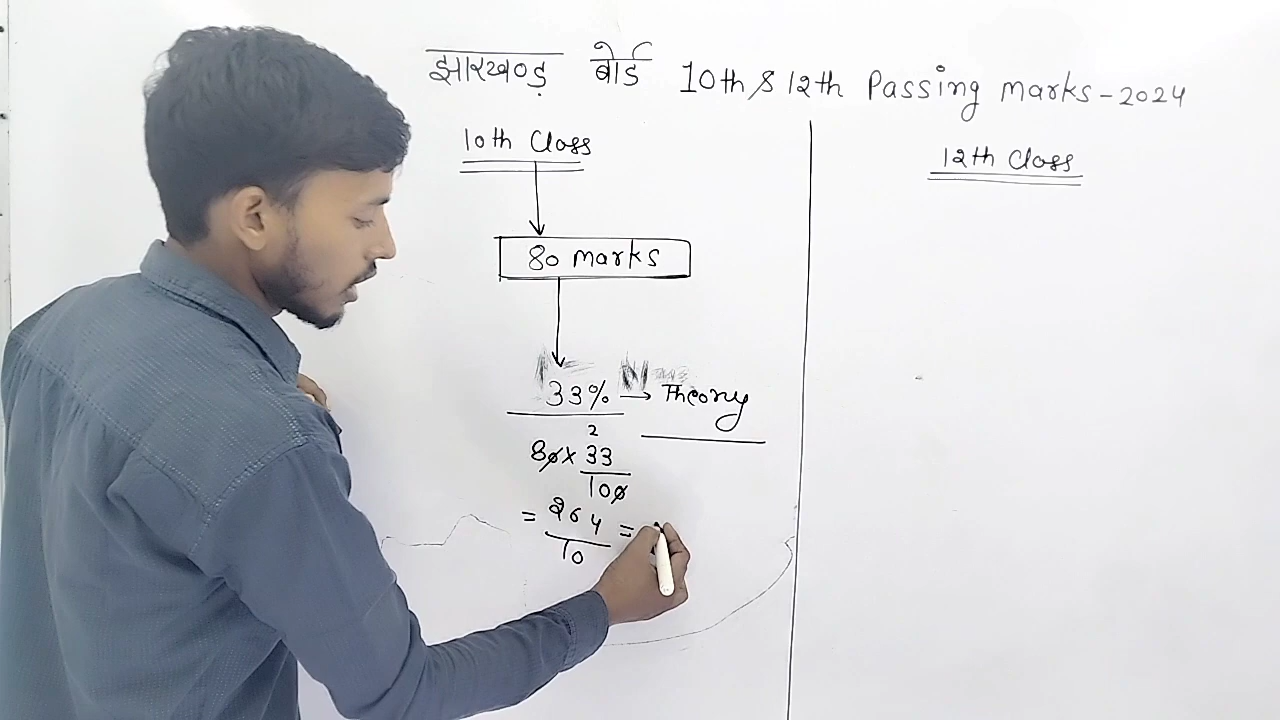 झारखण्ड़ बोर्ड 10th & 12th Passing marks - 2024
10th Class
80 marks
33% → Theory
2
80 x 33
100
= 264 =
10
12th Class